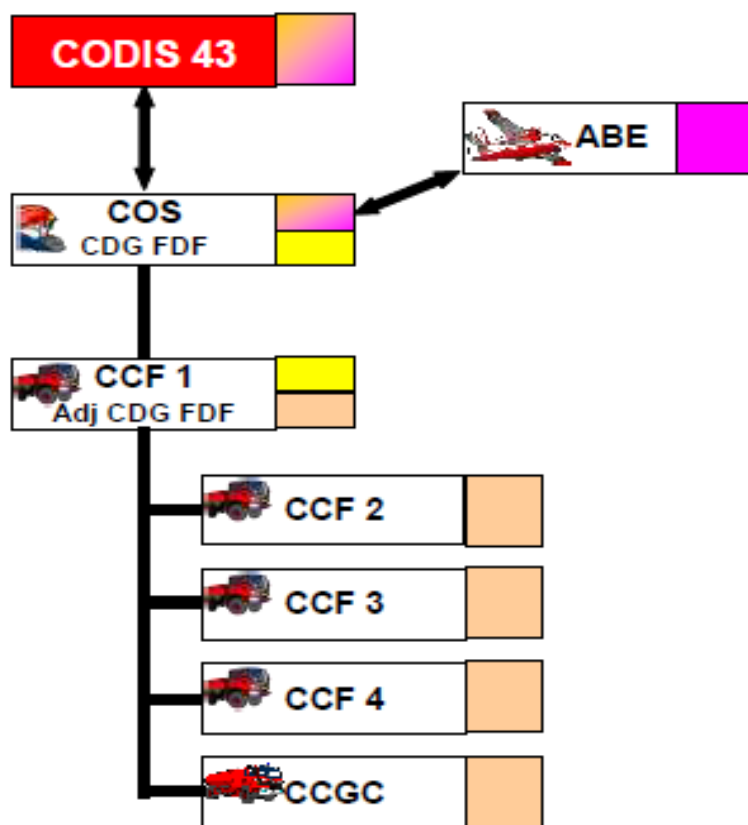 CODIS 43
ABE
COS
CDG FDF
CCF 1
Adj CDG FDF
CCF 2
CCF 3
CCF 4
CCGC